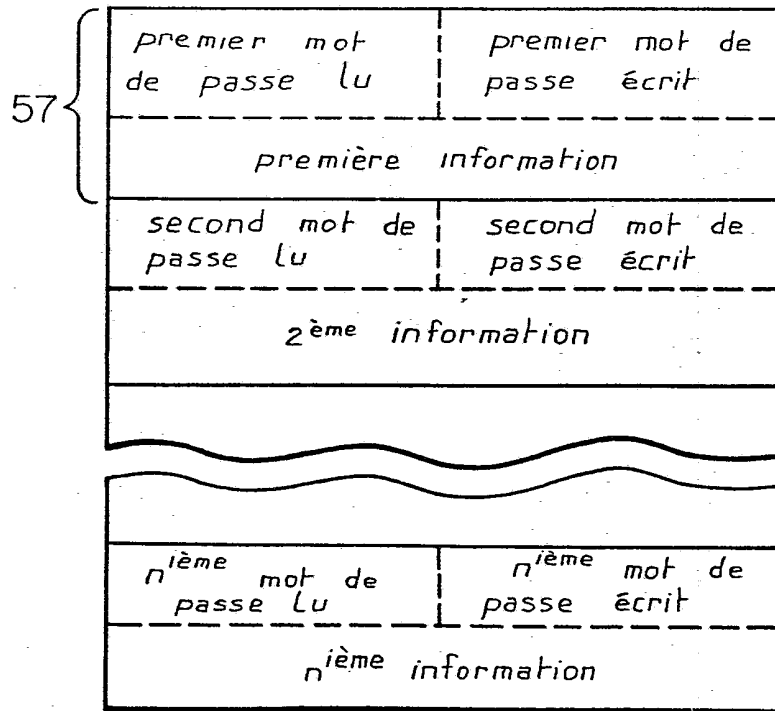 premier mot
de passe lu
premier mot de
passe écrit
57
première information
second mot de
passe lu
second mot de
passe écrit
2ème information
nième mot de
passe lu
nième mot de
passe écrit
nième information